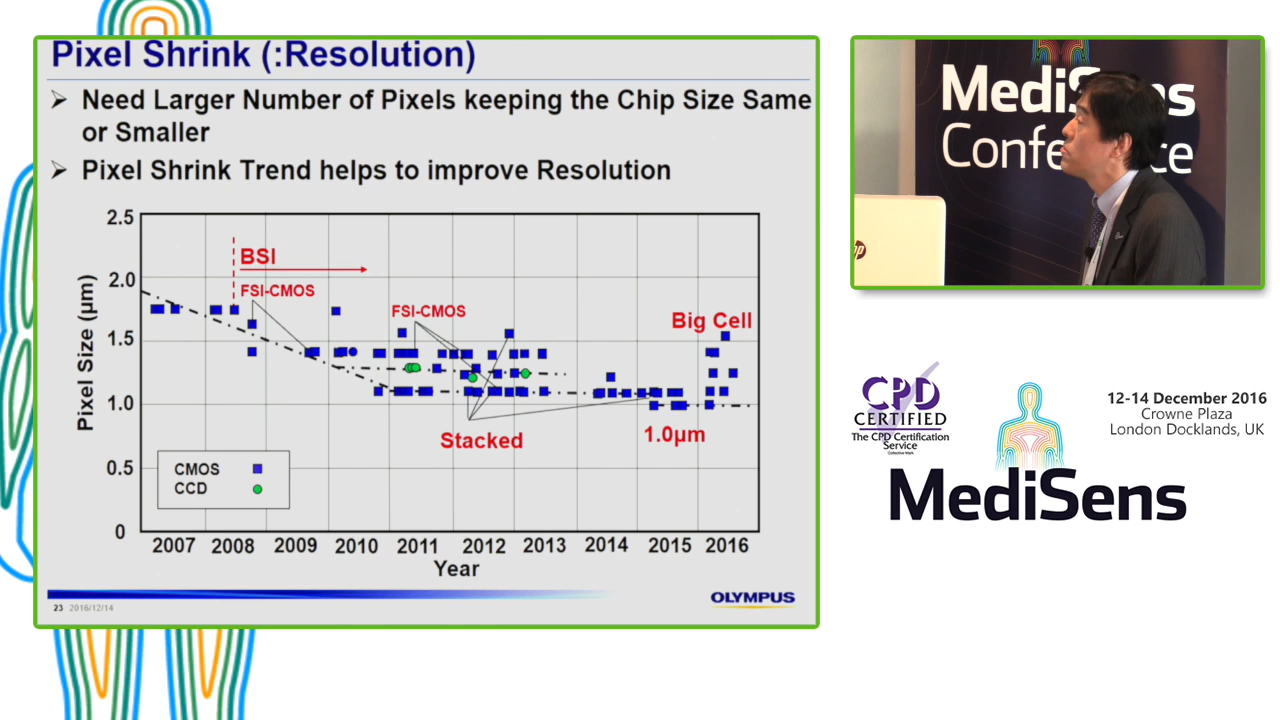 Pixel Shrink (:Resolution)
➢ Need Larger Number of Pixels keeping the Chip Size Same
or Smaller
➢ Pixel Shrink Trend helps to improve Resolution
2.5
2.0
1.5
1.0
0.5
0
Pixel Size (µm)
BSI
FSI-CMOS
FSI-CMOS
Big Cell
Stacked
1.0µm
CMOS
CCD
2007 2008 2009 2010 2011 2012 2013 2014 2015 2016
Year
23 2016/12/14
OLYMPUS
MediSens
Conference
hp
CPD
CERTIFIED
The CPD Certification
Service
Collective Mark
12-14 December 2016
Crowne Plaza
London Docklands, UK
MediSens